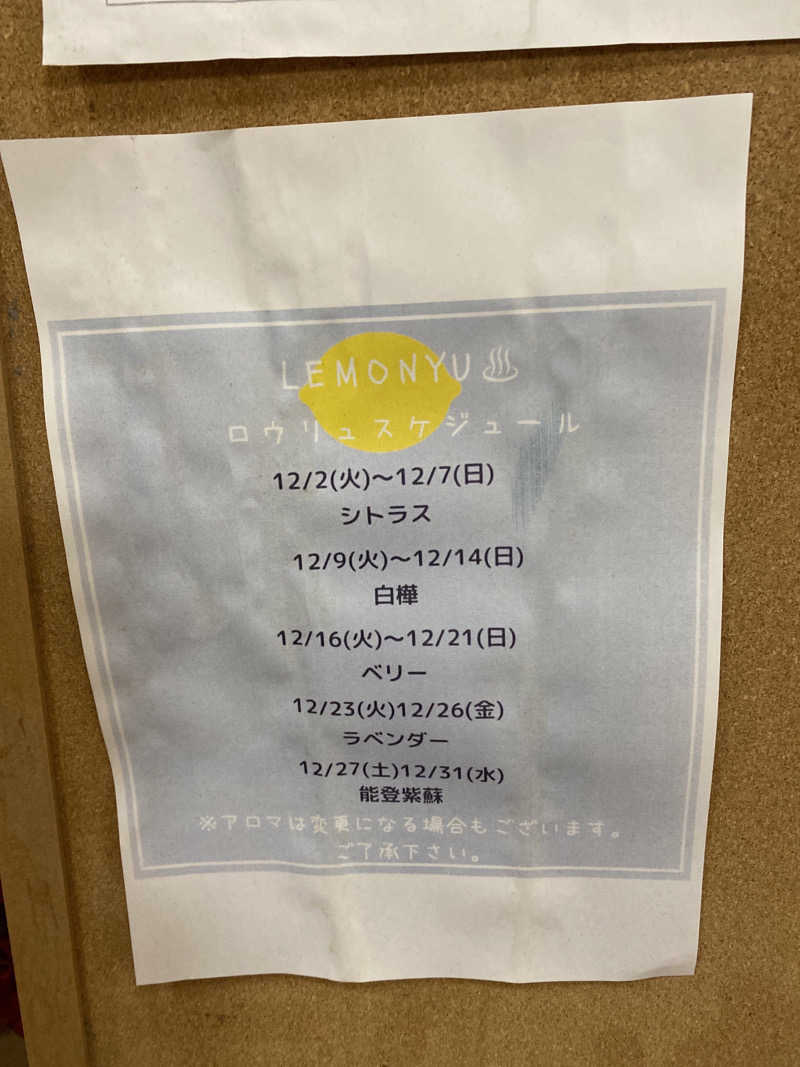 LEMONYU♨
ロウリュスケジュール
12/2(火)〜12/7(日)
シトラス
12/9(火)〜12/14(日)
白樺
12/16(火)〜12/21(日)
ベリー
12/23(火)12/26(金)
ラベンダー
12/27(土)12/31(水)
能登紫蘇
※アロマは変更になる場合もございます。
ご了承下さい。